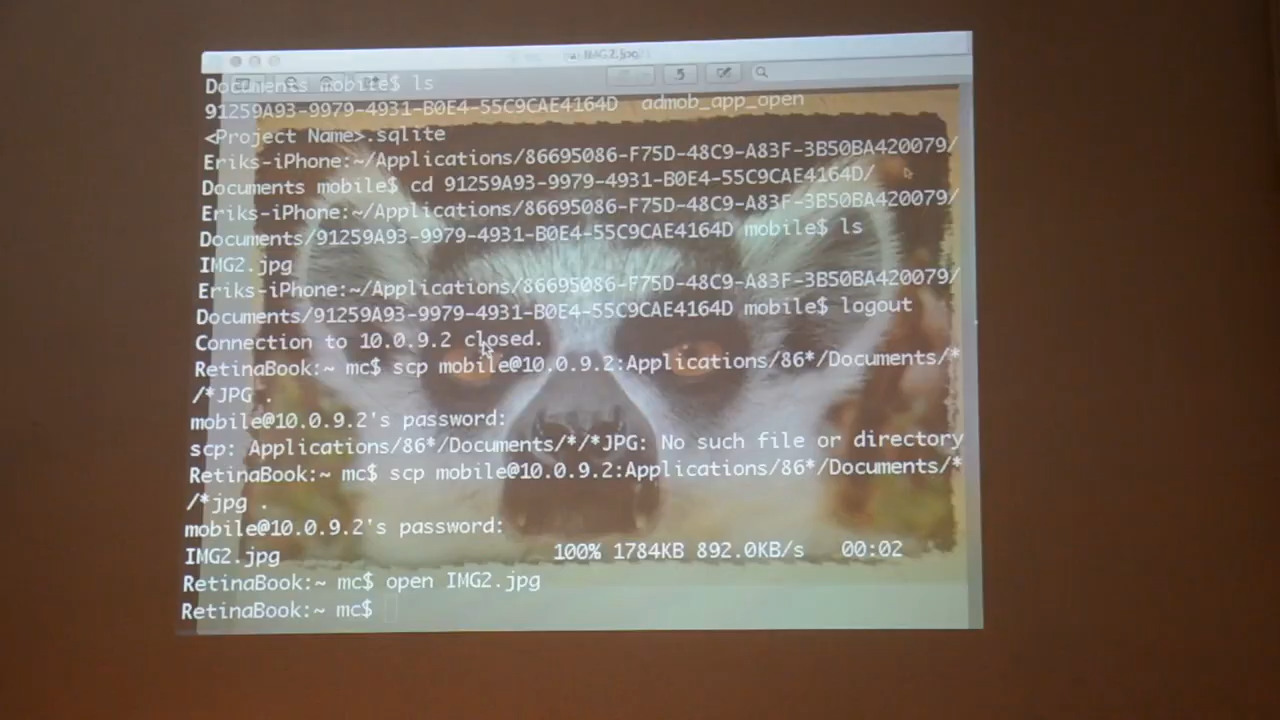 IMG2.jpg
Documents mobile$ ls
91259A93-9979-4931-B0E4-55C9CAE4164D  admob_app_open
<Project Name>.sqlite
Eriks-iPhone:~/Applications/86695086-F75D-48C9-A83F-3B50BA420079/
Documents mobile$ cd 91259A93-9979-4931-B0E4-55C9CAE4164D/
Eriks-iPhone:~/Applications/86695086-F75D-48C9-A83F-3B50BA420079/
Documents/91259A93-9979-4931-B0E4-55C9CAE4164D mobile$ ls
IMG2.jpg
Eriks-iPhone:~/Applications/86695086-F75D-48C9-A83F-3B50BA420079/
Documents/91259A93-9979-4931-B0E4-55C9CAE4164D mobile$ logout
Connection to 10.0.9.2 closed.
RetinaBook:~ mc$ scp mobile@10.0.9.2:Applications/86*/Documents/*
/*JPG .
mobile@10.0.9.2's password:
scp: Applications/86*/Documents/*/*JPG: No such file or directory
RetinaBook:~ mc$ scp mobile@10.0.9.2:Applications/86*/Documents/*
/*jpg .
mobile@10.0.9.2's password:
IMG2.jpg 100% 1784KB 892.0KB/s 00:02
RetinaBook:~ mc$ open IMG2.jpg
RetinaBook:~ mc$